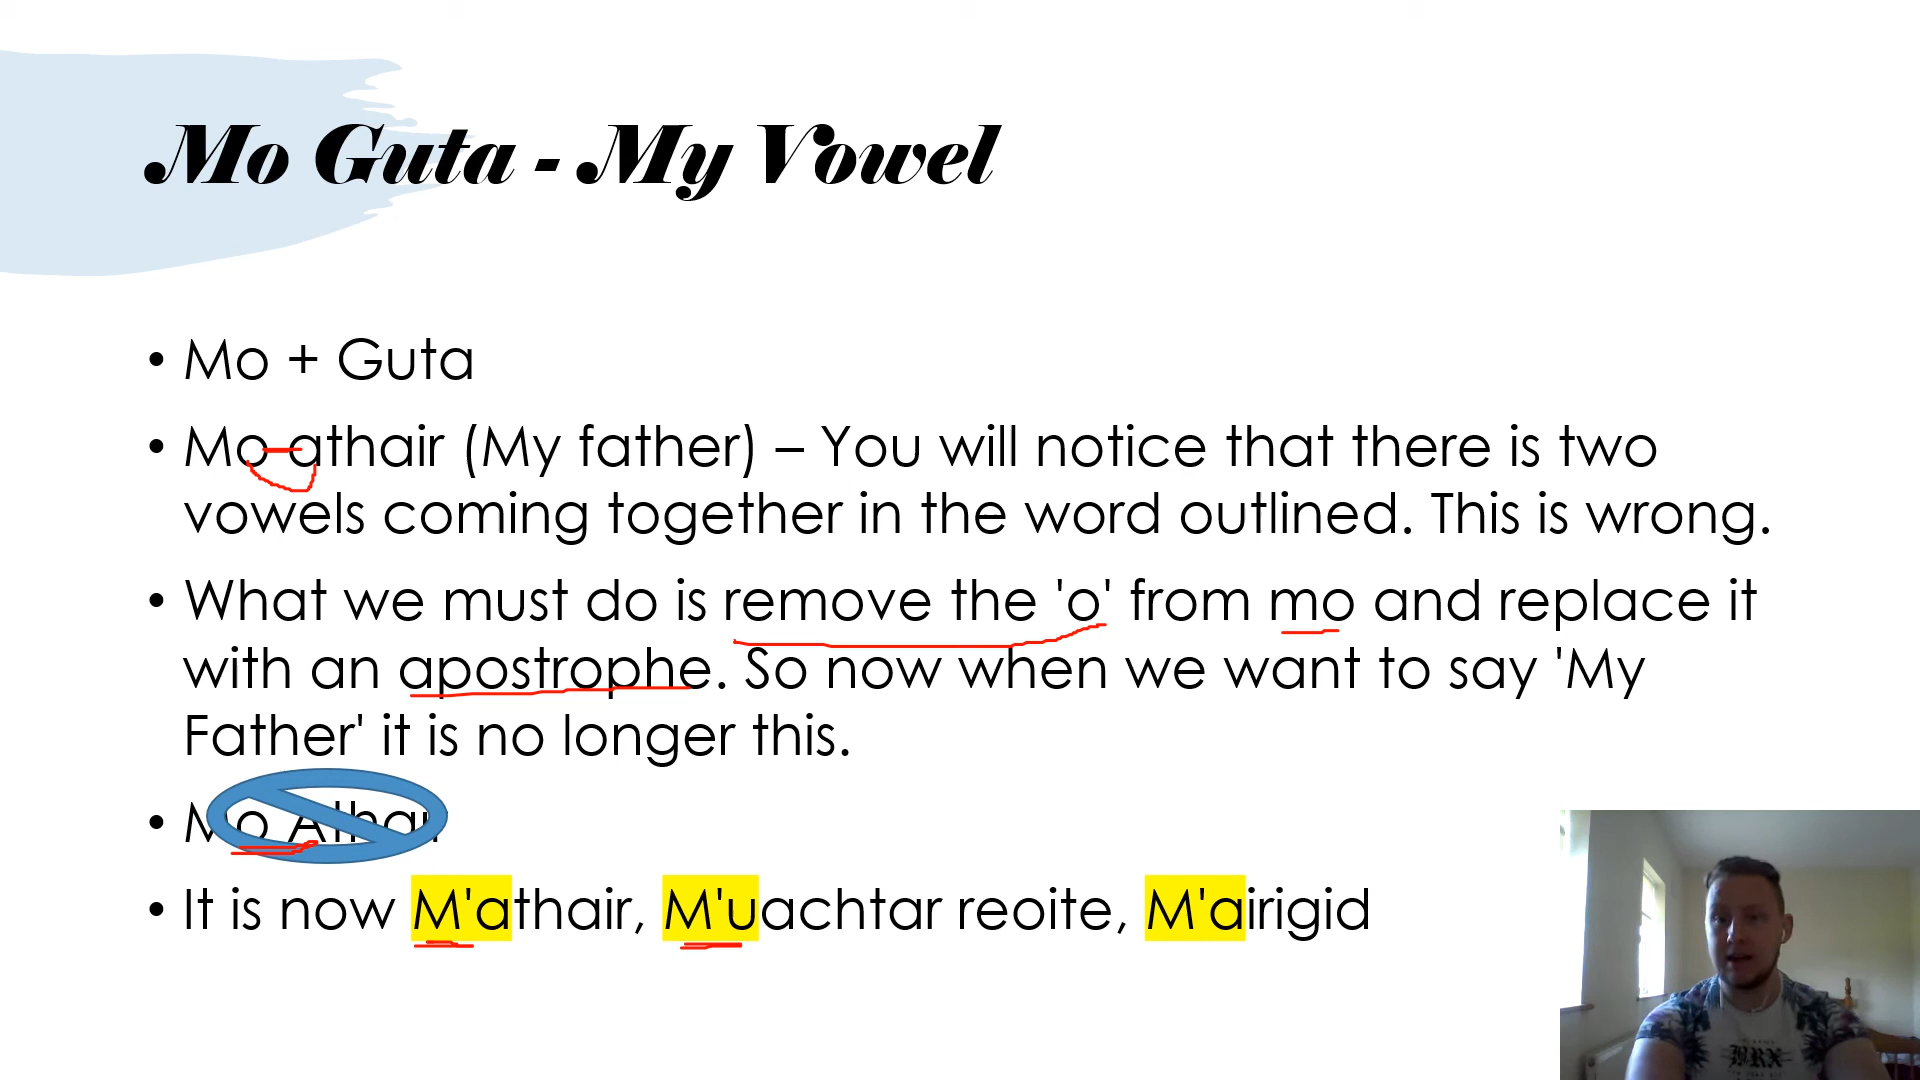 Mo Guta - My Vowel
• Mo + Guta
• Mo athair (My father) – You will notice that there is two
vowels coming together in the word outlined. This is wrong.
• What we must do is remove the 'o' from mo and replace it
with an apostrophe. So now when we want to say 'My
Father' it is no longer this.
• Mo
• It is now M'athair, M'uachtar reoite, M'airigid